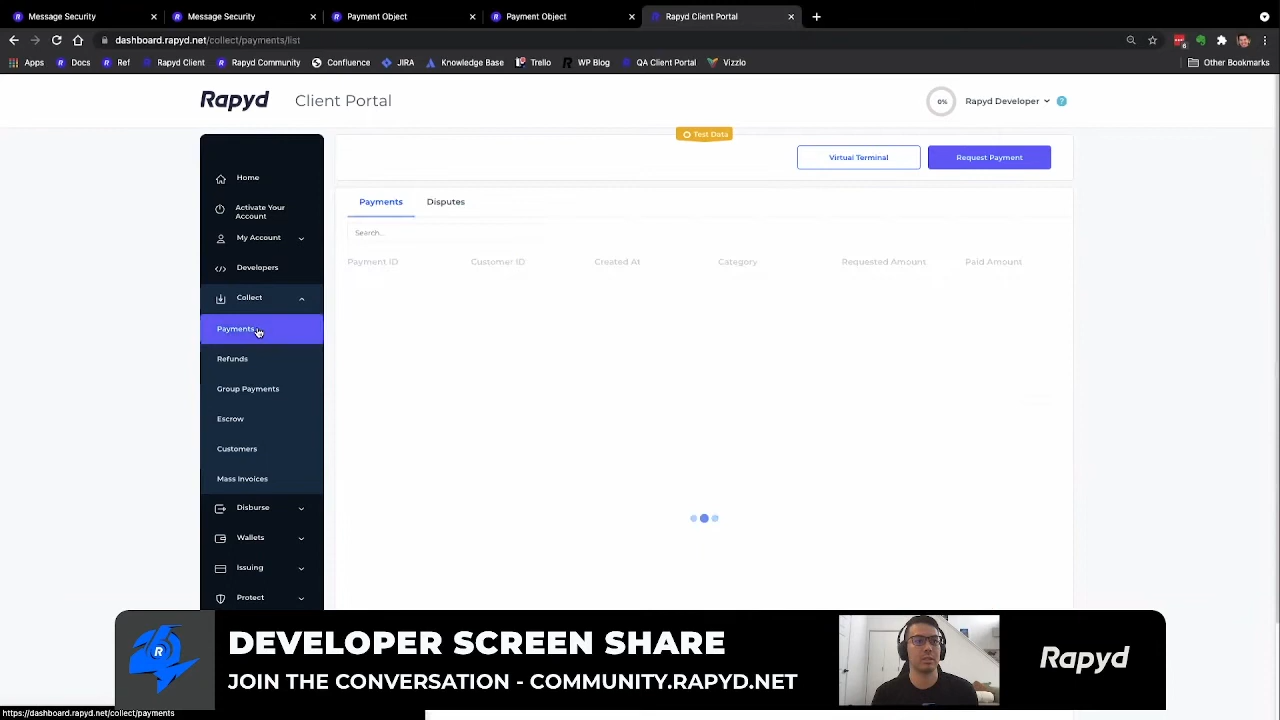 Message Security
Message Security
Payment Object
Payment Object
Rapyd Client Portal
dashboard.rapyd.net/collect/payments/list
Apps
Docs
Ref
Rapyd Client
Rapyd Community
Confluence
JIRA
Knowledge Base
Trello
WP Blog
QA Client Portal
Vizzlo
Other Bookmarks
Rapyd
Client Portal
0%
Rapyd Developer
?
Test Data
Virtual Terminal
Request Payment
Home
Activate Your
Account
My Account
Developers
Collect
Payments
Refunds
Group Payments
Escrow
Customers
Mass Invoices
Disburse
Wallets
Issuing
Protect
Payments
Disputes
Search..
Payment ID
Customer ID
Created At
Category
Requested Amount
Paid Amount
R
DEVELOPER SCREEN SHARE
JOIN THE CONVERSATION - COMMUNITY.RAPYD.NET
Rapyd
https://dashboard.rapyd.net/collect/payments